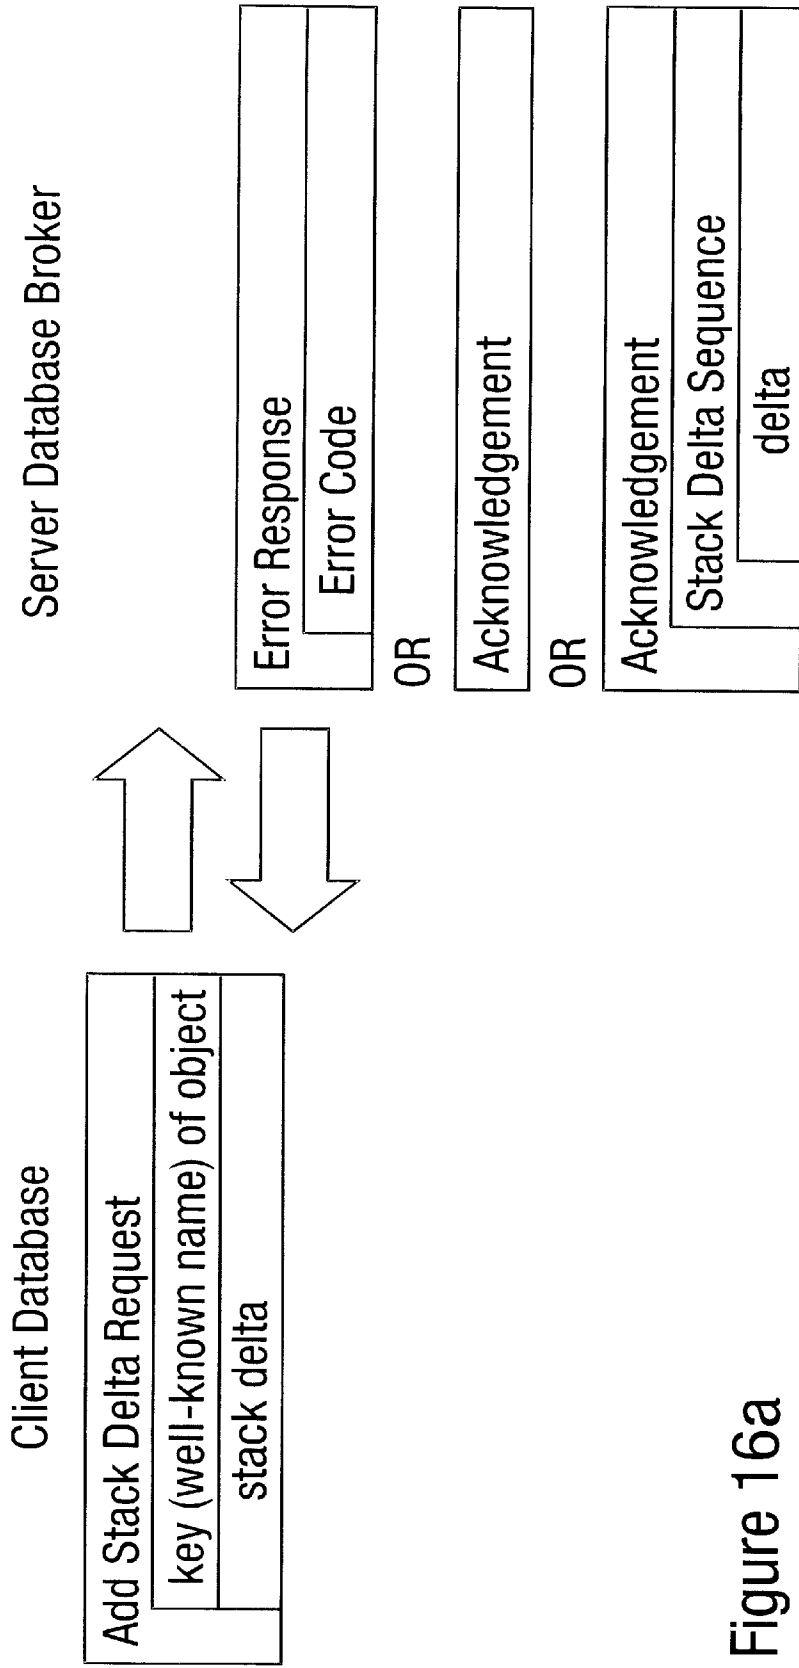 Client Database
Add Stack Delta Request
key (well-known name) of object
stack delta
Server Database Broker
Error Response
Error Code
OR
Acknowledgement
OR
Acknowledgement
Stack Delta Sequence
delta
Figure 16a